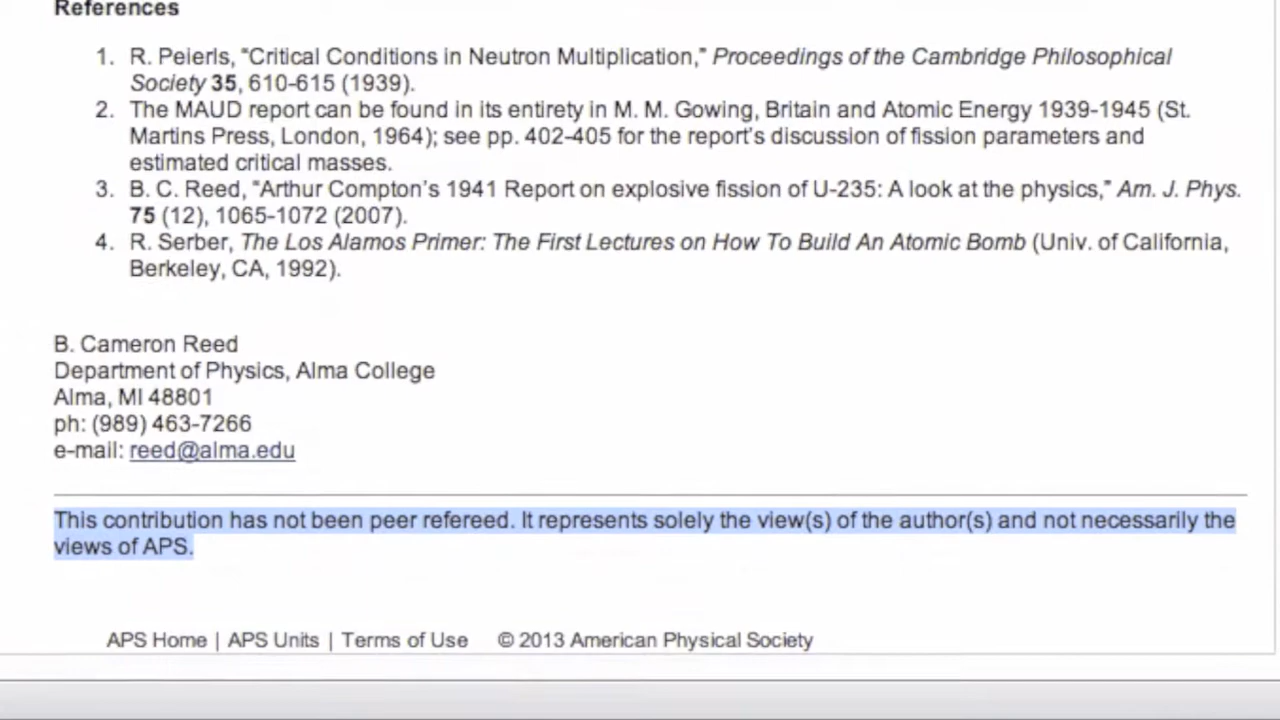 References
1. R. Peierls, “Critical Conditions in Neutron Multiplication,” Proceedings of the Cambridge Philosophical
Society 35, 610-615 (1939).
2. The MAUD report can be found in its entirety in M. M. Gowing, Britain and Atomic Energy 1939-1945 (St.
Martins Press, London, 1964); see pp. 402-405 for the report’s discussion of fission parameters and
estimated critical masses.
3. B. C. Reed, “Arthur Compton’s 1941 Report on explosive fission of U-235: A look at the physics,” Am. J. Phys.
75 (12), 1065-1072 (2007).
4. R. Serber, The Los Alamos Primer: The First Lectures on How To Build An Atomic Bomb (Univ. of California,
Berkeley, CA, 1992).
B. Cameron Reed
Department of Physics, Alma College
Alma, MI 48801
ph: (989) 463-7266
e-mail: reed@alma.edu
This contribution has not been peer refereed. It represents solely the view(s) of the author(s) and not necessarily the
views of APS.
APS Home | APS Units | Terms of Use © 2013 American Physical Society